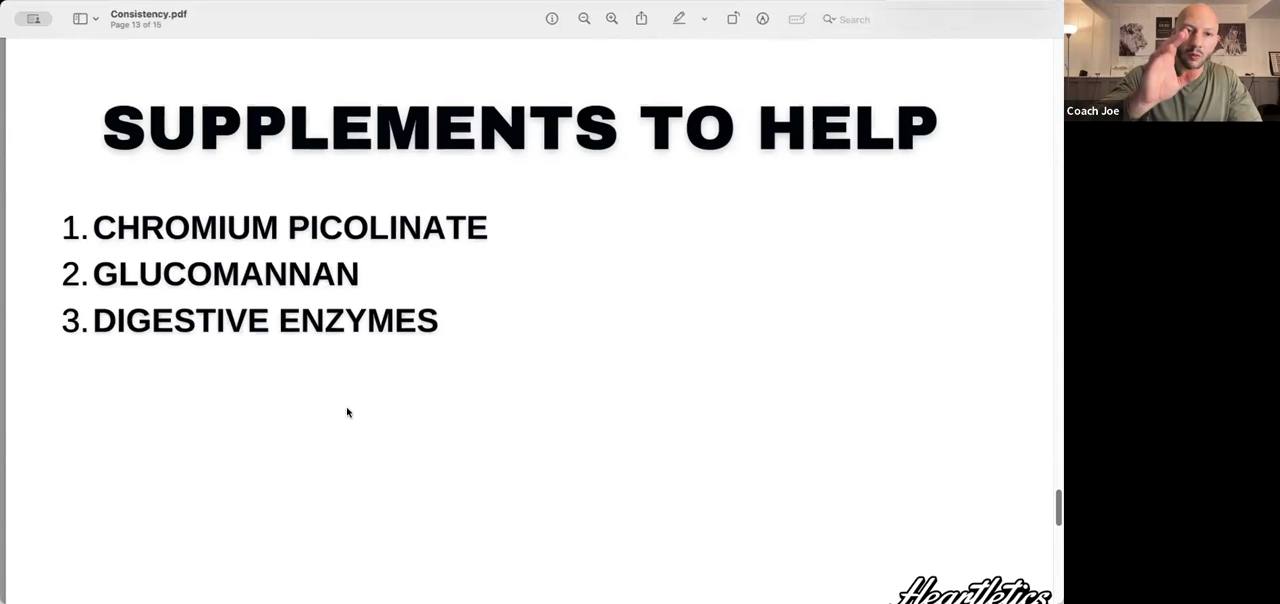 Consistency.pdf
Page 13 of 15
Search
Coach Joe
SUPPLEMENTS TO HELP
1. CHROMIUM PICOLINATE
2. GLUCOMANNAN
3. DIGESTIVE ENZYMES
Heartletics